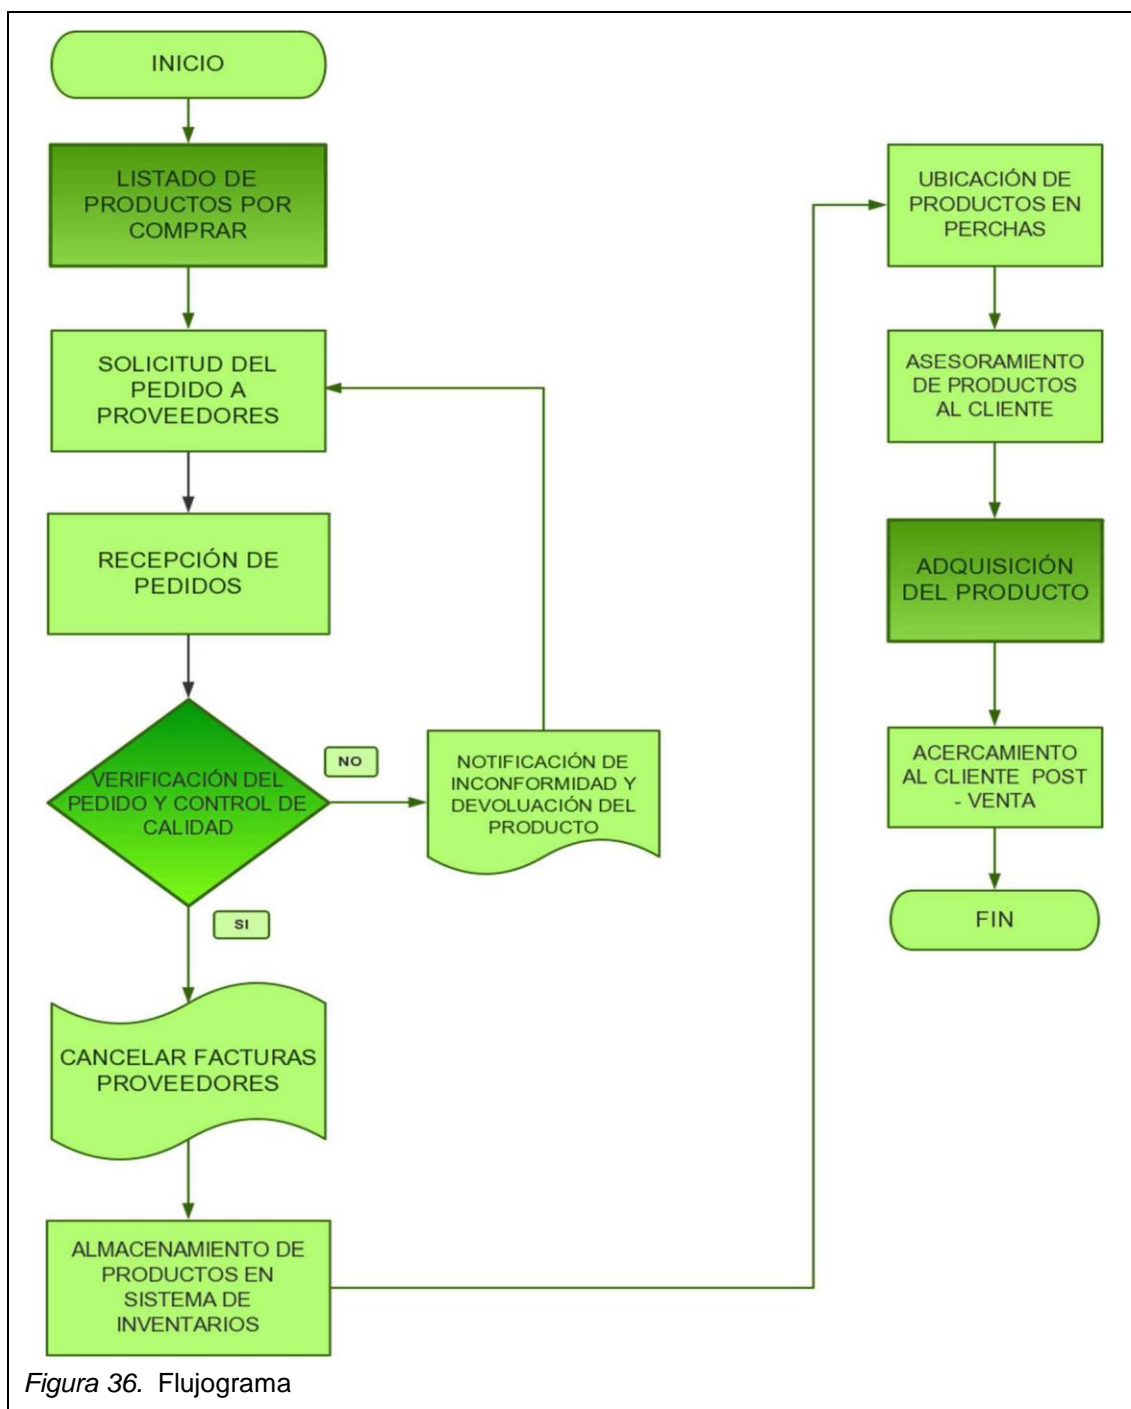 INICIO
LISTADO DE
PRODUCTOS POR
COMPRAR
SOLICITUD DEL
PEDIDO A
PROVEEDORES
RECEPCIÓN DE
PEDIDOS
VERIFICACIÓN DEL
PEDIDO Y CONTROL DE
CALIDAD
NO
NOTIFICACIÓN DE
INCONFORMIDAD Y
DEVOLUACIÓN DEL
PRODUCTO
SI
CANCELAR FACTURAS
PROVEEDORES
ALMACENAMIENTO DE
PRODUCTOS EN
SISTEMA DE
INVENTARIOS
UBICACIÓN DE
PRODUCTOS EN
PERCHAS
ASESORAMIENTO
DE PRODUCTOS
AL CLIENTE
ADQUISICIÓN
DEL PRODUCTO
ACERCAMIENTO
AL CLIENTE POST
- VENTA
FIN
Figura 36. Flujograma